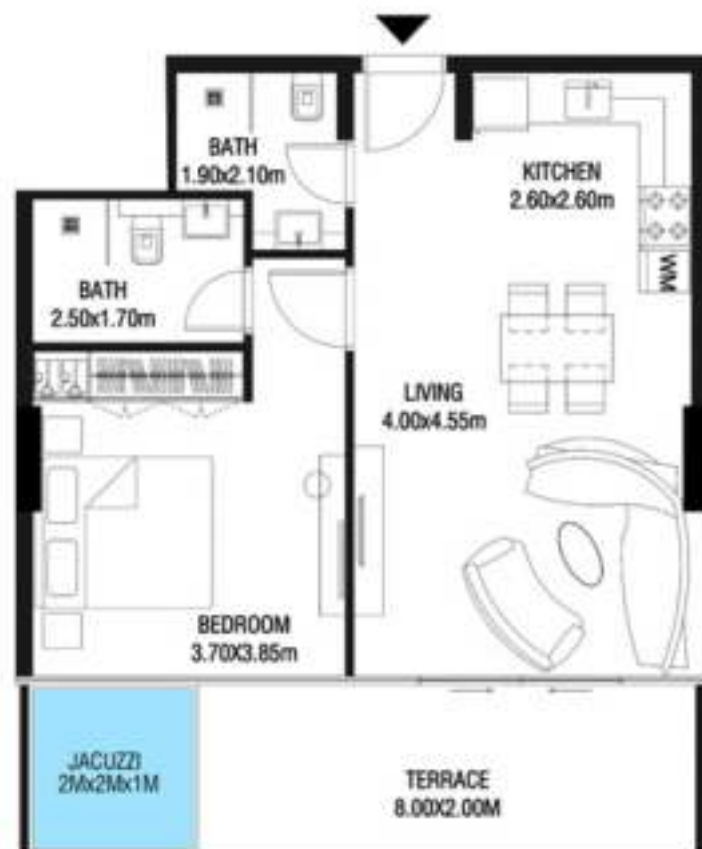 BATH
1.90x2.10m
KITCHEN
2.60x2.60m
WM
BATH
2.50x1.70m
LIVING
4.00x4.55m
BEDROOM
3.70X3.85m
JACUZZI
2Mx2Mx1M
TERRACE
8.00X2.00M